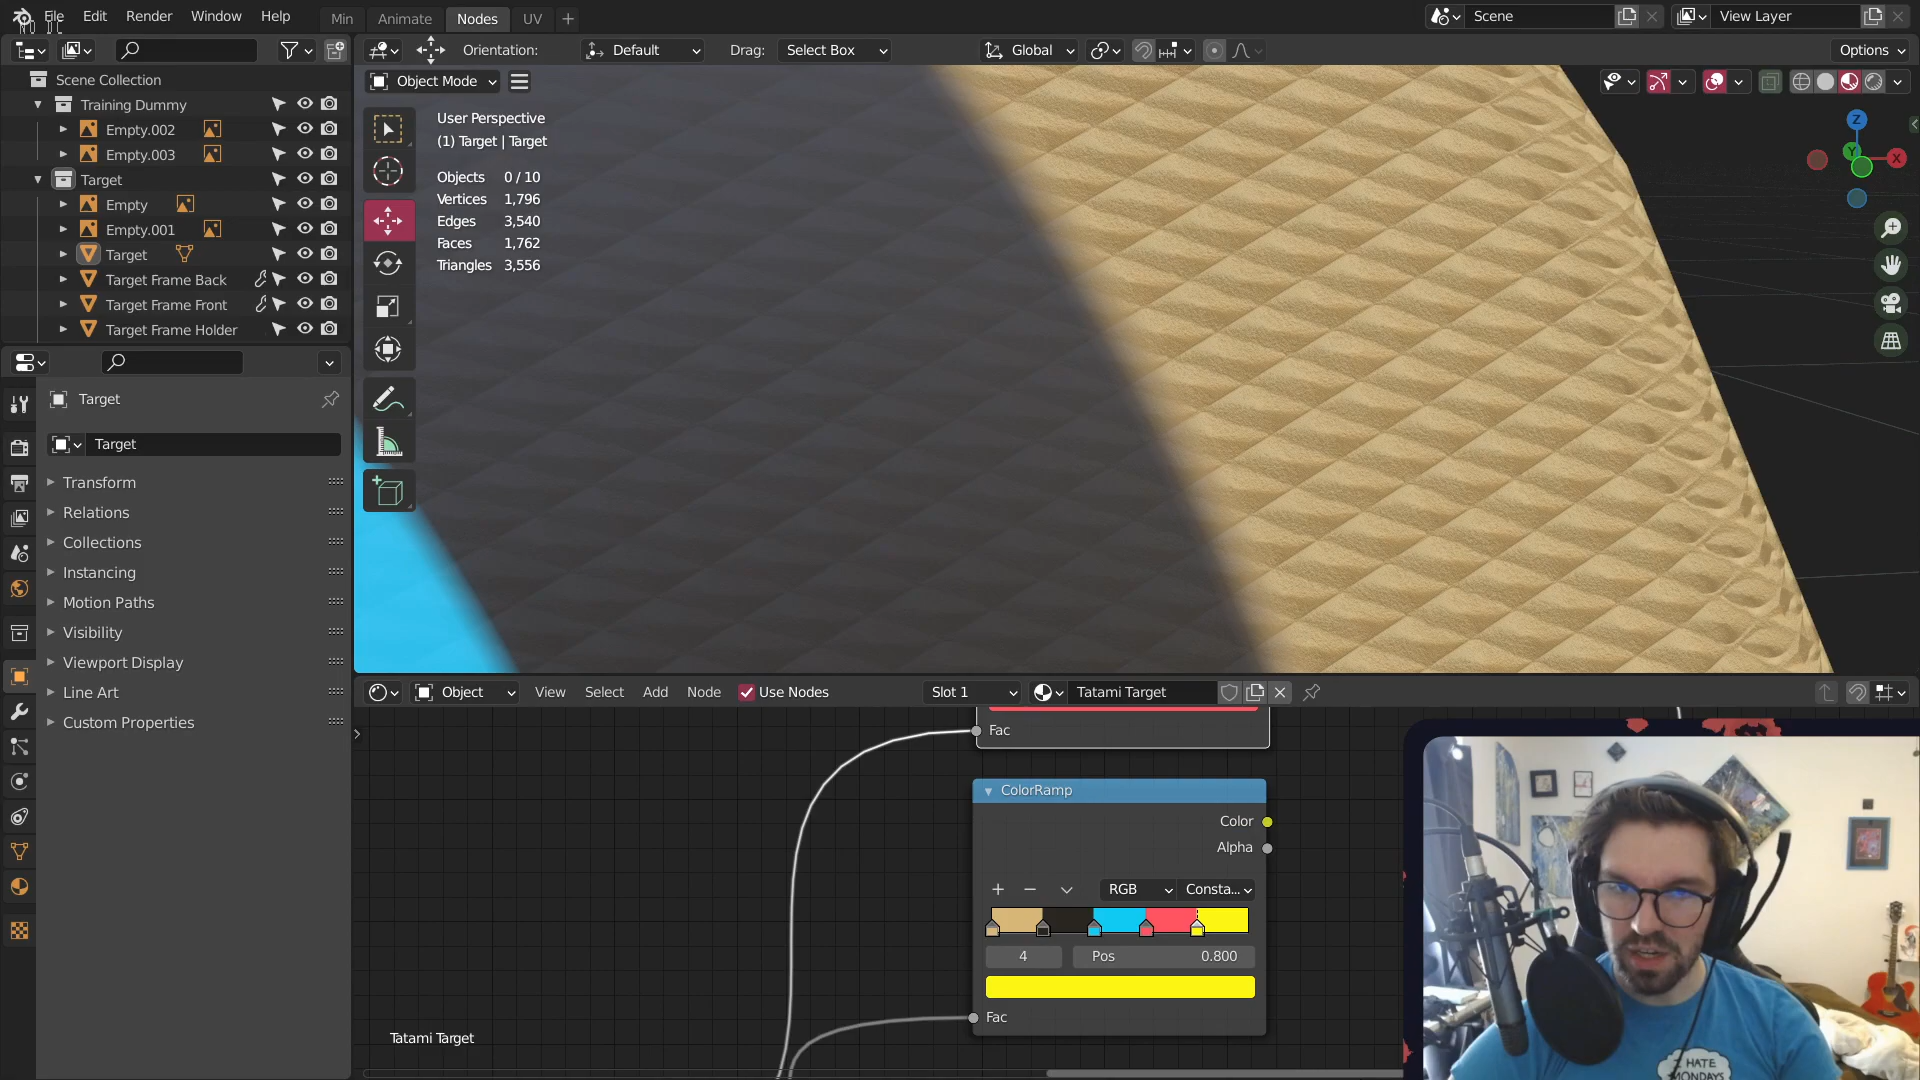 File Edit Render Window Help Min Animate Nodes UV + Scene View Layer
Orientation: Default Drag: Select Box Global Options
Object Mode
Scene Collection
Training Dummy
Empty.002
Empty.003
Target
Empty
Empty.001
Target
Target Frame Back
Target Frame Front
Target Frame Holder
User Perspective
(1) Target | Target
Objects 0 / 10
Vertices 1,796
Edges 3,540
Faces 1,762
Triangles 3,556
Z
Y
X
Target
Target
Transform
Relations
Collections
Instancing
Motion Paths
Visibility
Viewport Display
Line Art
Custom Properties
Object View Select Add Node Use Nodes Slot 1 Tatami Target
Fac
ColorRamp
Color
Alpha
+ − RGB Consta...
4 Pos 0.800
Fac
Tatami Target
I HATE
MONDAYS